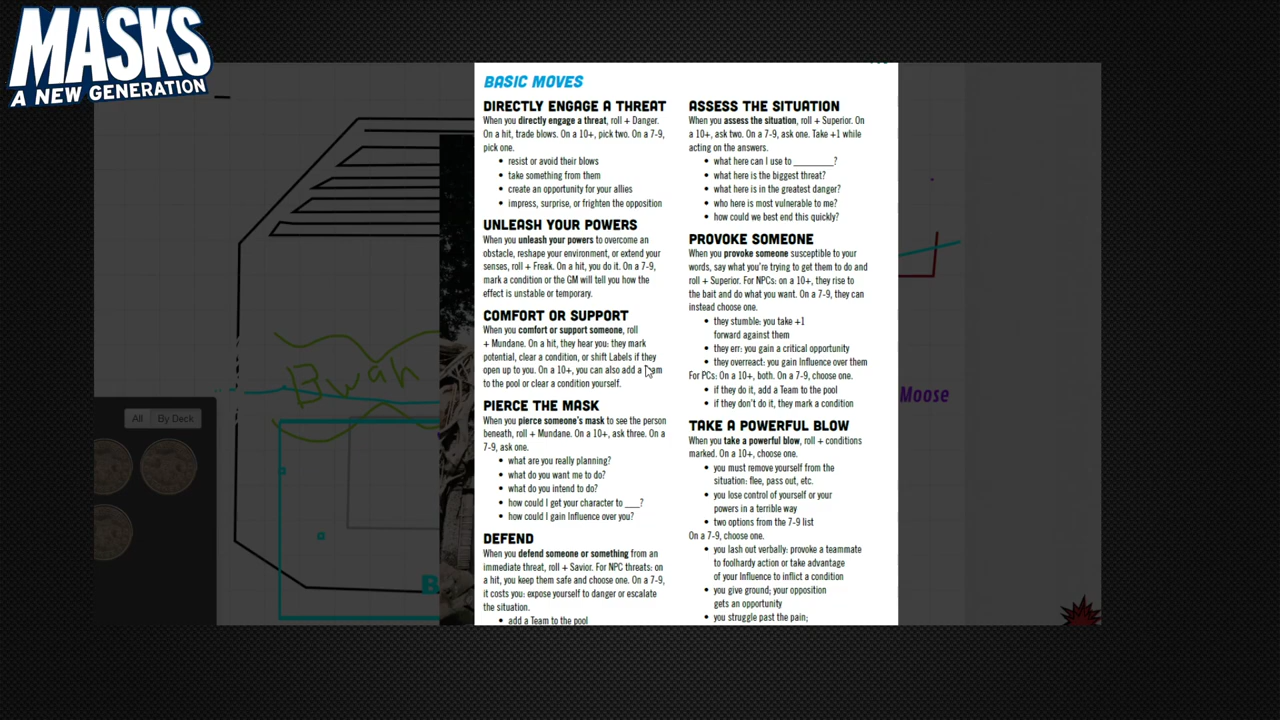 MASKS
A NEW GENERATION
BASIC MOVES
DIRECTLY ENGAGE A THREAT
When you directly engage a threat, roll + Danger.
On a hit, trade blows. On a 10+, pick two. On a 7-9,
pick one.
• resist or avoid their blows
• take something from them
• create an opportunity for your allies
• impress, surprise, or frighten the opposition
UNLEASH YOUR POWERS
When you unleash your powers to overcome an
obstacle, reshape your environment, or extend your
senses, roll + Freak. On a hit, you do it. On a 7-9,
mark a condition or the GM will tell you how the
effect is unstable or temporary.
COMFORT OR SUPPORT
When you comfort or support someone, roll
+ Mundane. On a hit, they hear you: they mark
potential, clear a condition, or shift Labels if they
open up to you. On a 10+, you can also add a Team
to the pool or clear a condition yourself.
PIERCE THE MASK
When you pierce someone's mask to see the person
beneath, roll + Mundane. On a 10+, ask three. On a
7-9, ask one.
• what are you really planning?
• what do you want me to do?
• what do you intend to do?
• how could I get your character to ___?
• how could I gain Influence over you?
DEFEND
When you defend someone or something from an
immediate threat, roll + Savior. For NPC threats: on
a hit, you keep them safe and choose one. On a 7-9,
it costs you: expose yourself to danger or escalate
the situation.
• add a Team to the pool
ASSESS THE SITUATION
When you assess the situation, roll + Superior. On
a 10+, ask two. On a 7-9, ask one. Take +1 while
acting on the answers.
• what here can I use to ________?
• what here is the biggest threat?
• what here is in the greatest danger?
• who here is most vulnerable to me?
• how could we best end this quickly?
PROVOKE SOMEONE
When you provoke someone susceptible to your
words, say what you're trying to get them to do and
roll + Superior. For NPCs: on a 10+, they rise to
the bait and do what you want. On a 7-9, they can
instead choose one.
• they stumble: you take +1
forward against them
• they err: you gain a critical opportunity
• they overreact: you gain Influence over them
For PCs: On a 10+, both. On a 7-9, choose one.
• if they do it, add a Team to the pool
• if they don't do it, they mark a condition
TAKE A POWERFUL BLOW
When you take a powerful blow, roll + conditions
marked. On a 10+, choose one.
• you must remove yourself from the
situation: flee, pass out, etc.
• you lose control of yourself or your
powers in a terrible way
• two options from the 7-9 list
On a 7-9, choose one.
• you lash out verbally: provoke a teammate
to foolhardy action or take advantage
of your Influence to inflict a condition
• you give ground; your opposition
gets an opportunity
• you struggle past the pain;
Bwah
All By Deck
a
a
B
Moose